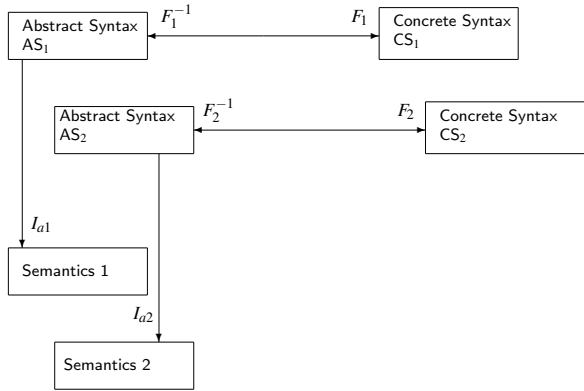 Abstract Syntax
AS₁
F₁⁻¹
F₁
Concrete Syntax
CS₁
Abstract Syntax
AS₂
F₂⁻¹
F₂
Concrete Syntax
CS₂
Iₐ₁
Semantics 1
Iₐ₂
Semantics 2